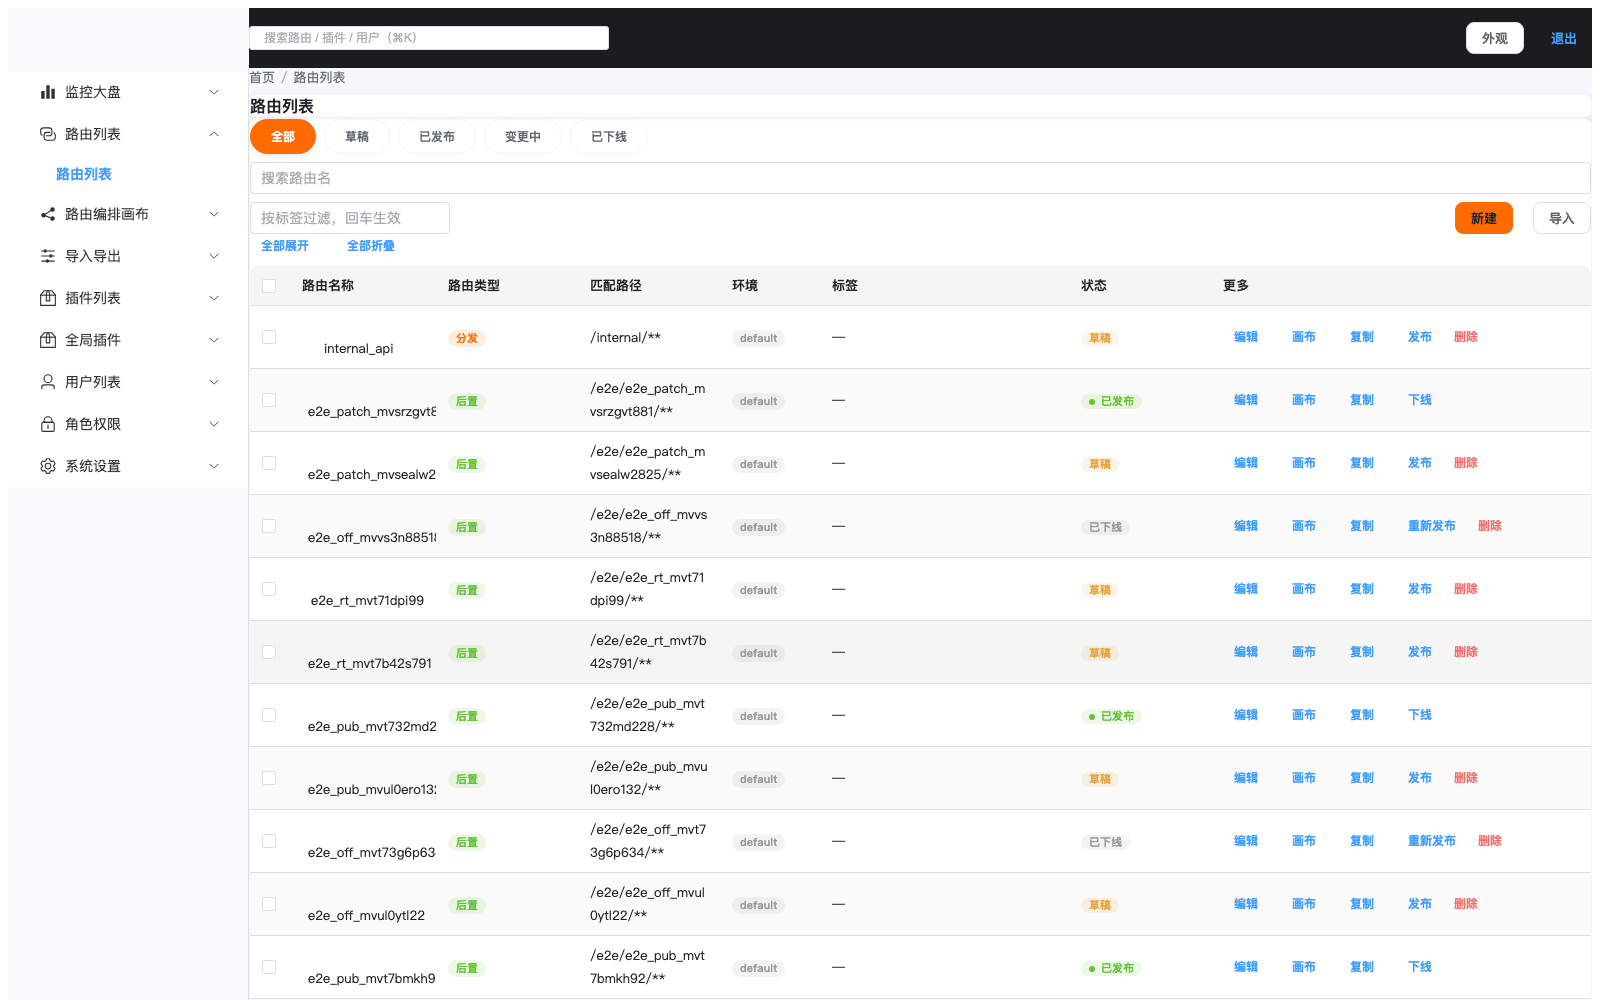 搜索路由 / 插件 / 用户（⌘K）
外观
退出
监控大盘
路由列表
路由列表
路由编排画布
导入导出
插件列表
全局插件
用户列表
角色权限
系统设置
首页 / 路由列表
路由列表
全部 草稿 已发布 变更中 已下线
搜索路由名
按标签过滤，回车生效
新建 导入
全部展开 全部折叠
路由名称 路由类型 匹配路径 环境 标签 状态 更多
internal_api 分发 /internal/** default — 草稿 编辑 画布 复制 发布 删除
e2e_patch_mvsrzgvt8 后置 /e2e/e2e_patch_m default — 已发布 编辑 画布 复制 下线
vsrzgvt881/**
e2e_patch_mvsealw2 后置 /e2e/e2e_patch_m default — 草稿 编辑 画布 复制 发布 删除
vsealw2825/**
e2e_off_mvvs3n8851 后置 /e2e/e2e_off_mvvs default — 已下线 编辑 画布 复制 重新发布 删除
3n88518/**
e2e_rt_mvt71dpi99 后置 /e2e/e2e_rt_mvt71 default — 草稿 编辑 画布 复制 发布 删除
dpi99/**
e2e_rt_mvt7b42s791 后置 /e2e/e2e_rt_mvt7b default — 草稿 编辑 画布 复制 发布 删除
42s791/**
e2e_pub_mvt732md2 后置 /e2e/e2e_pub_mvt default — 已发布 编辑 画布 复制 下线
732md228/**
e2e_pub_mvul0ero13 后置 /e2e/e2e_pub_mvu default — 草稿 编辑 画布 复制 发布 删除
l0ero132/**
e2e_off_mvt73g6p63 后置 /e2e/e2e_off_mvt7 default — 已下线 编辑 画布 复制 重新发布 删除
3g6p634/**
e2e_off_mvul0ytl22 后置 /e2e/e2e_off_mvul default — 草稿 编辑 画布 复制 发布 删除
0ytl22/**
e2e_pub_mvt7bmkh9 后置 /e2e/e2e_pub_mvt default — 已发布 编辑 画布 复制 下线
7bmkh92/**